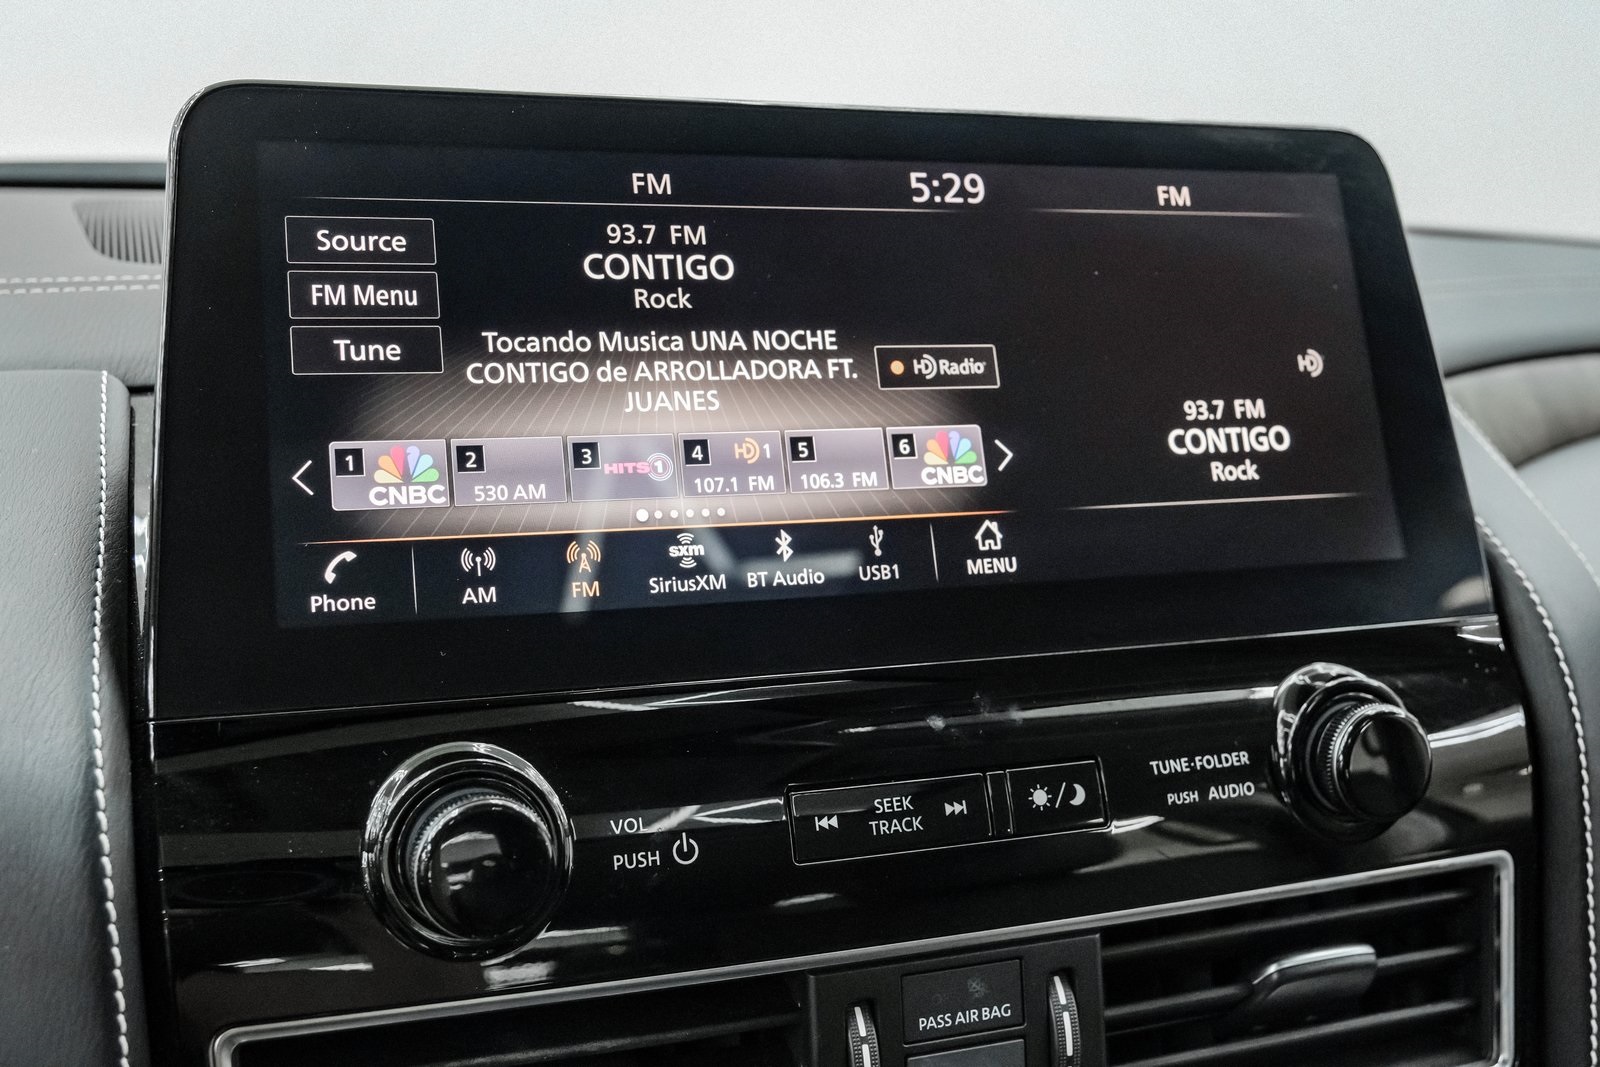 FM
5:29
FM
Source
FM Menu
Tune
93.7 FM
CONTIGO
Rock
Tocando Musica UNA NOCHE
CONTIGO de ARROLLADORA FT.
JUANES
HD Radio
1 CNBC
2 530 AM
3 HITS 1
4 HD 1 107.1 FM
5 106.3 FM
6 CNBC
HD
93.7 FM
CONTIGO
Rock
Phone
AM
FM
sxm
SiriusXM
BT Audio
USB1
MENU
VOL
PUSH
SEEK
TRACK
TUNE·FOLDER
PUSH AUDIO
PASS AIR BAG